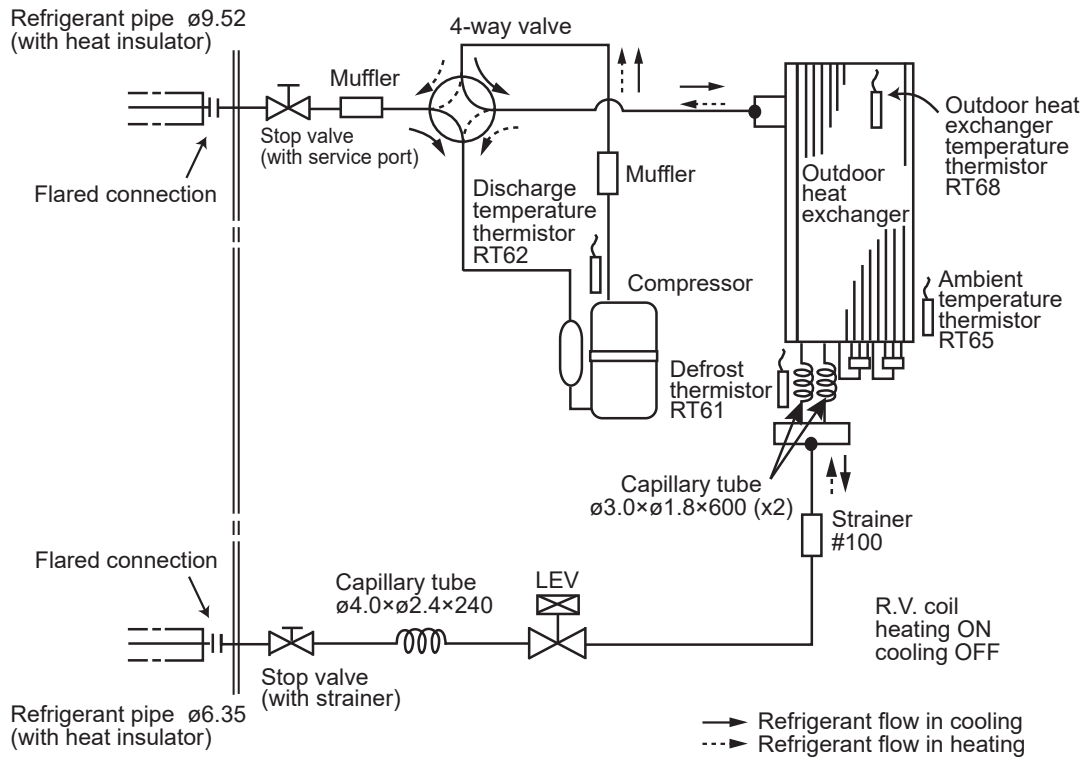 Refrigerant pipe ø9.52
(with heat insulator)
4-way valve
Muffler
Stop valve
(with service port)
Flared connection
Outdoor heat
exchanger
temperature
thermistor
RT68
Muffler
Outdoor
heat
exchanger
Discharge
temperature
thermistor
RT62
Compressor
Ambient
temperature
thermistor
RT65
Defrost
thermistor
RT61
Capillary tube
ø3.0×ø1.8×600 (x2)
Strainer
#100
Flared connection
Capillary tube
ø4.0×ø2.4×240
LEV
R.V. coil
heating ON
cooling OFF
Stop valve
(with strainer)
Refrigerant pipe ø6.35
(with heat insulator)
Refrigerant flow in cooling
Refrigerant flow in heating